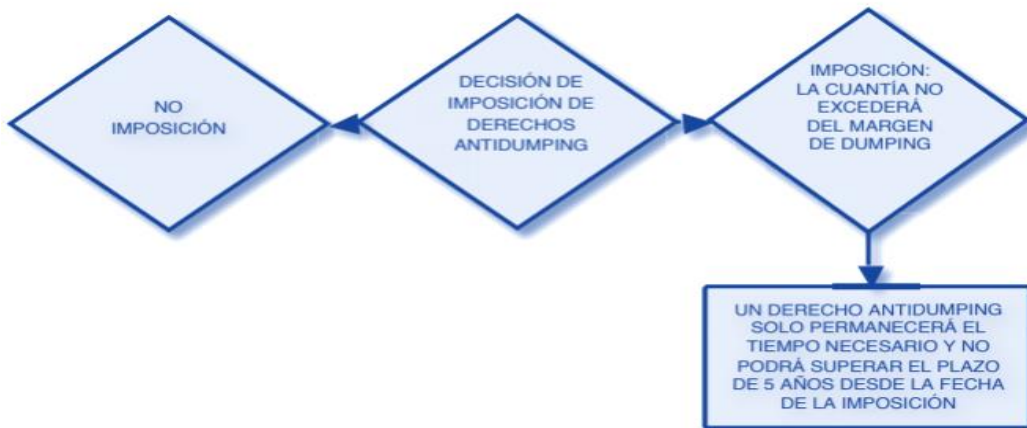 NO
IMPOSICIÓN
DECISIÓN DE
IMPOSICIÓN DE
DERECHOS
ANTIDUMPING
IMPOSICIÓN:
LA CUANTÍA NO
EXCEDERÁ
DEL MARGEN
DE DUMPING
UN DERECHO ANTIDUMPING
SOLO PERMANECERÁ EL
TIEMPO NECESARIO Y NO
PODRÁ SUPERAR EL PLAZO
DE 5 AÑOS DESDE LA FECHA
DE LA IMPOSICIÓN